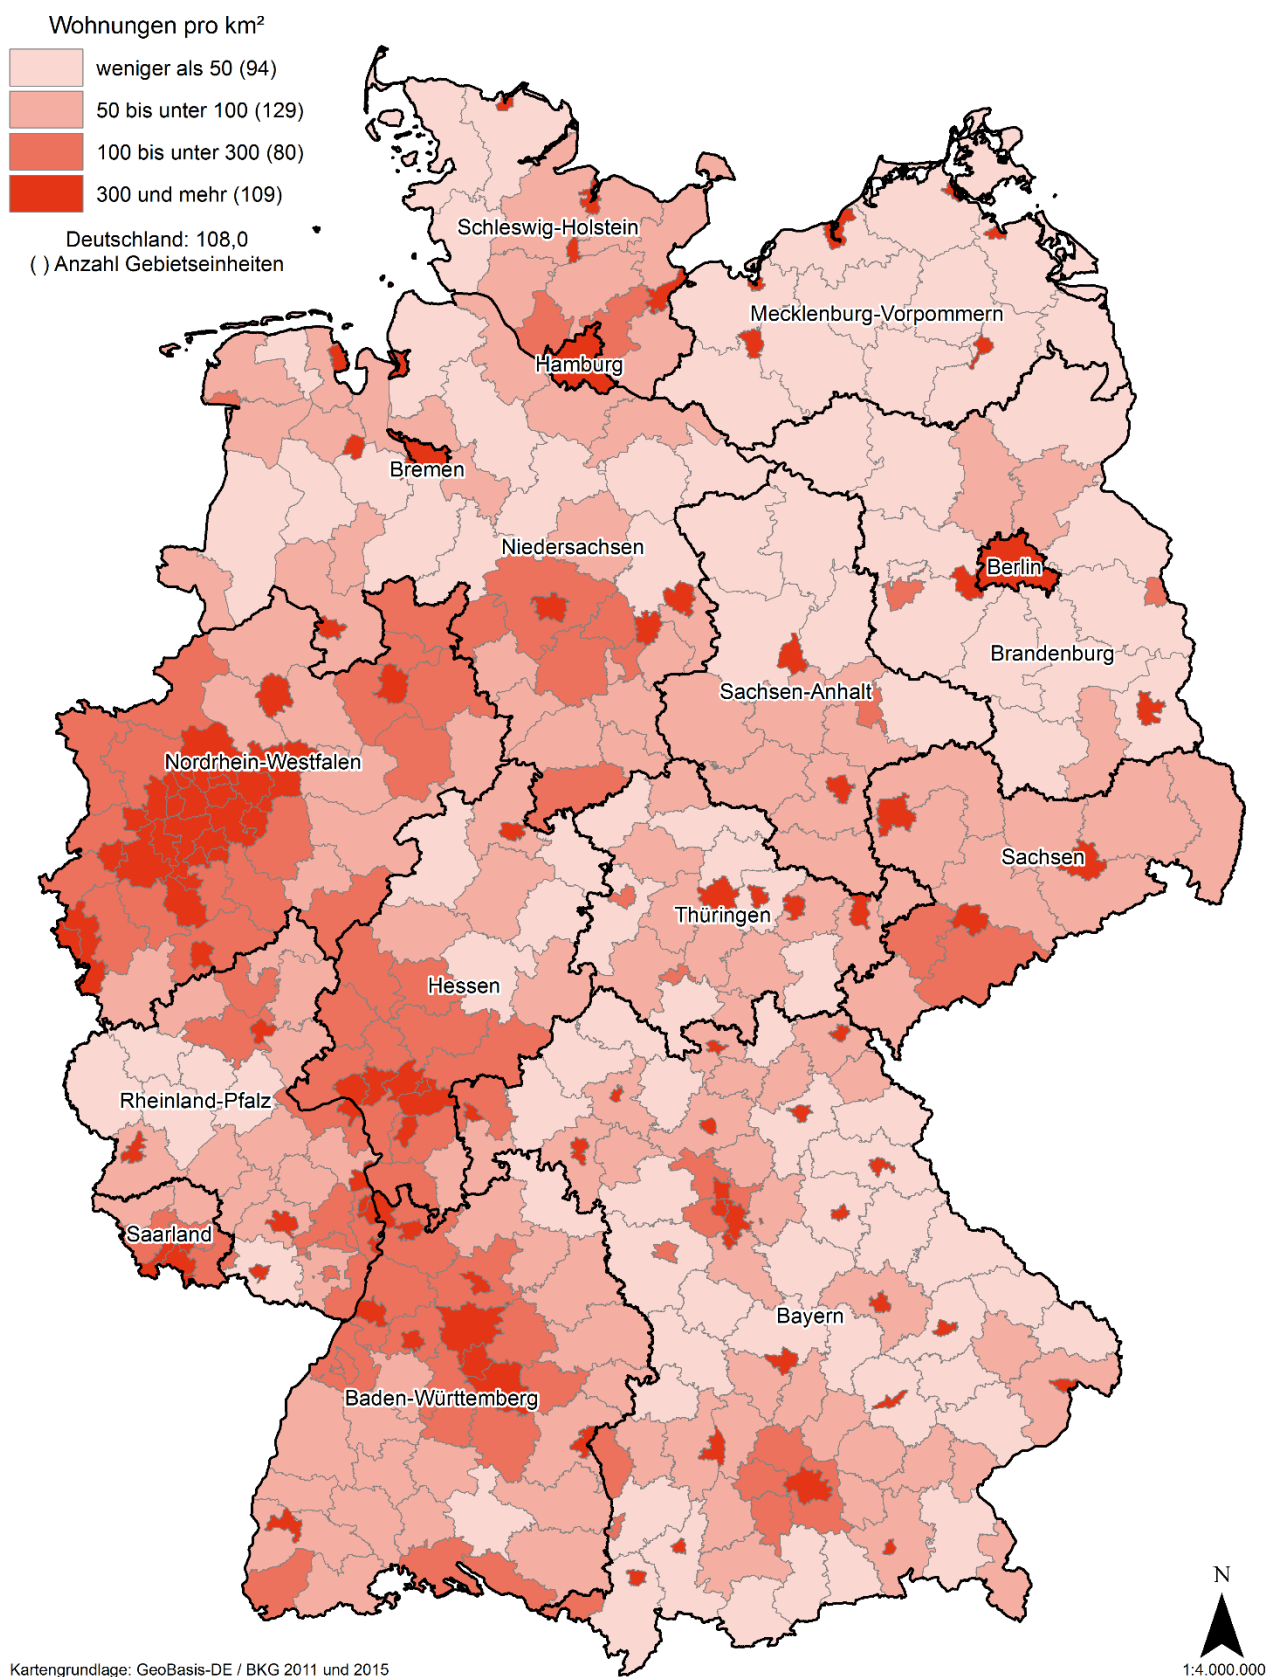 Wohnungen pro km²
weniger als 50 (94)
50 bis unter 100 (129)
100 bis unter 300 (80)
300 und mehr (109)
Deutschland: 108,0
( ) Anzahl Gebietseinheiten
Schleswig-Holstein
Mecklenburg-Vorpommern
Hamburg
Bremen
Niedersachsen
Berlin
Brandenburg
Sachsen-Anhalt
Nordrhein-Westfalen
Sachsen
Thüringen
Hessen
Rheinland-Pfalz
Saarland
Bayern
Baden-Württemberg
N
Kartengrundlage: GeoBasis-DE / BKG 2011 und 2015
1:4.000.000